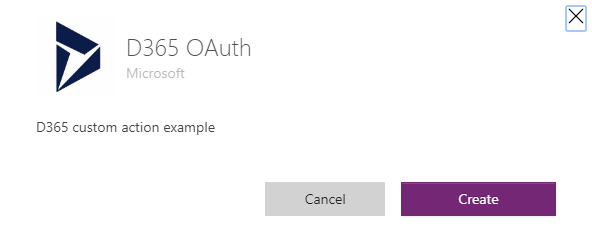 D365 OAuth
Microsoft
D365 custom action example
Cancel
Create